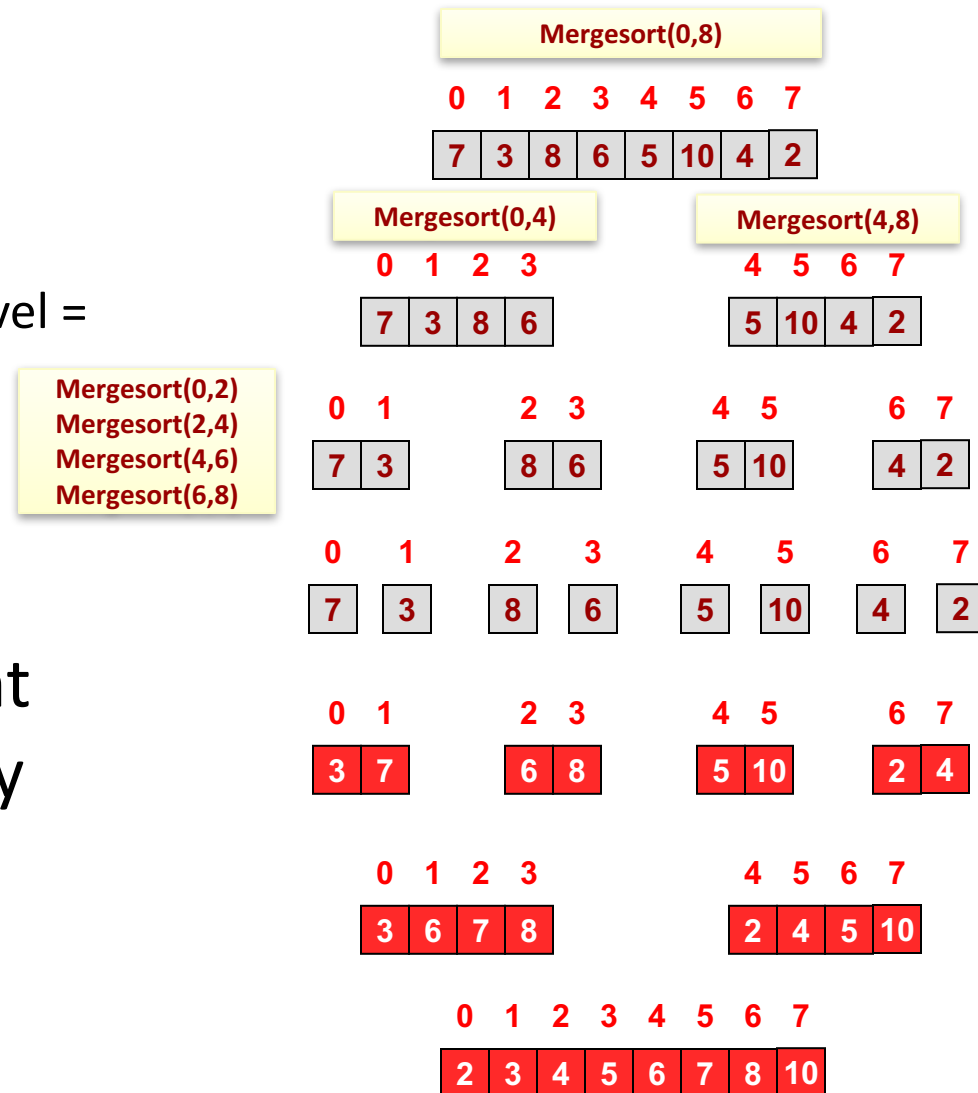 Mergesort(0,8)
0 1 2 3 4 5 6 7
7 3 8 6 5 10 4 2
Mergesort(0,4) Mergesort(4,8)
0 1 2 3 4 5 6 7
vel =
7 3 8 6 5 10 4 2
Mergesort(0,2)
Mergesort(2,4)
Mergesort(4,6)
Mergesort(6,8)
0 1 2 3 4 5 6 7
7 3 8 6 5 10 4 2
0 1 2 3 4 5 6 7
7 3 8 6 5 10 4 2
nt
0 1 2 3 4 5 6 7
y
3 7 6 8 5 10 2 4
0 1 2 3 4 5 6 7
3 6 7 8 2 4 5 10
0 1 2 3 4 5 6 7
2 3 4 5 6 7 8 10